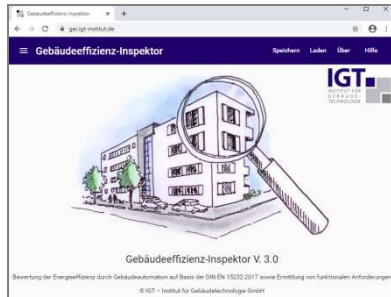 Gebäudeeffizienz-Inspektor
gei.igt-institut.de
Gebäudeeffizienz-Inspektor
Speichern Laden Über Hilfe
IGT
INSTITUT FÜR
GEBÄUDE-
TECHNOLOGIE
Gebäudeeffizienz-Inspektor V. 3.0
Bewertung der Energieeffizienz durch Gebäudeautomation auf Basis der DIN EN 15232:2017 sowie Ermittlung von funktionalen Anforderungen
© IGT – Institut für Gebäudetechnologie GmbH